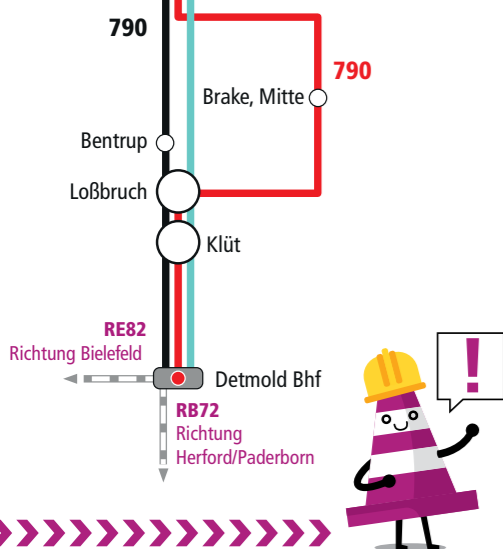 790
790
Brake, Mitte
Bentrup
Loßbruch
Klüt
RE82
Richtung Bielefeld
Detmold Bhf
RB72
Richtung
Herford/Paderborn
!